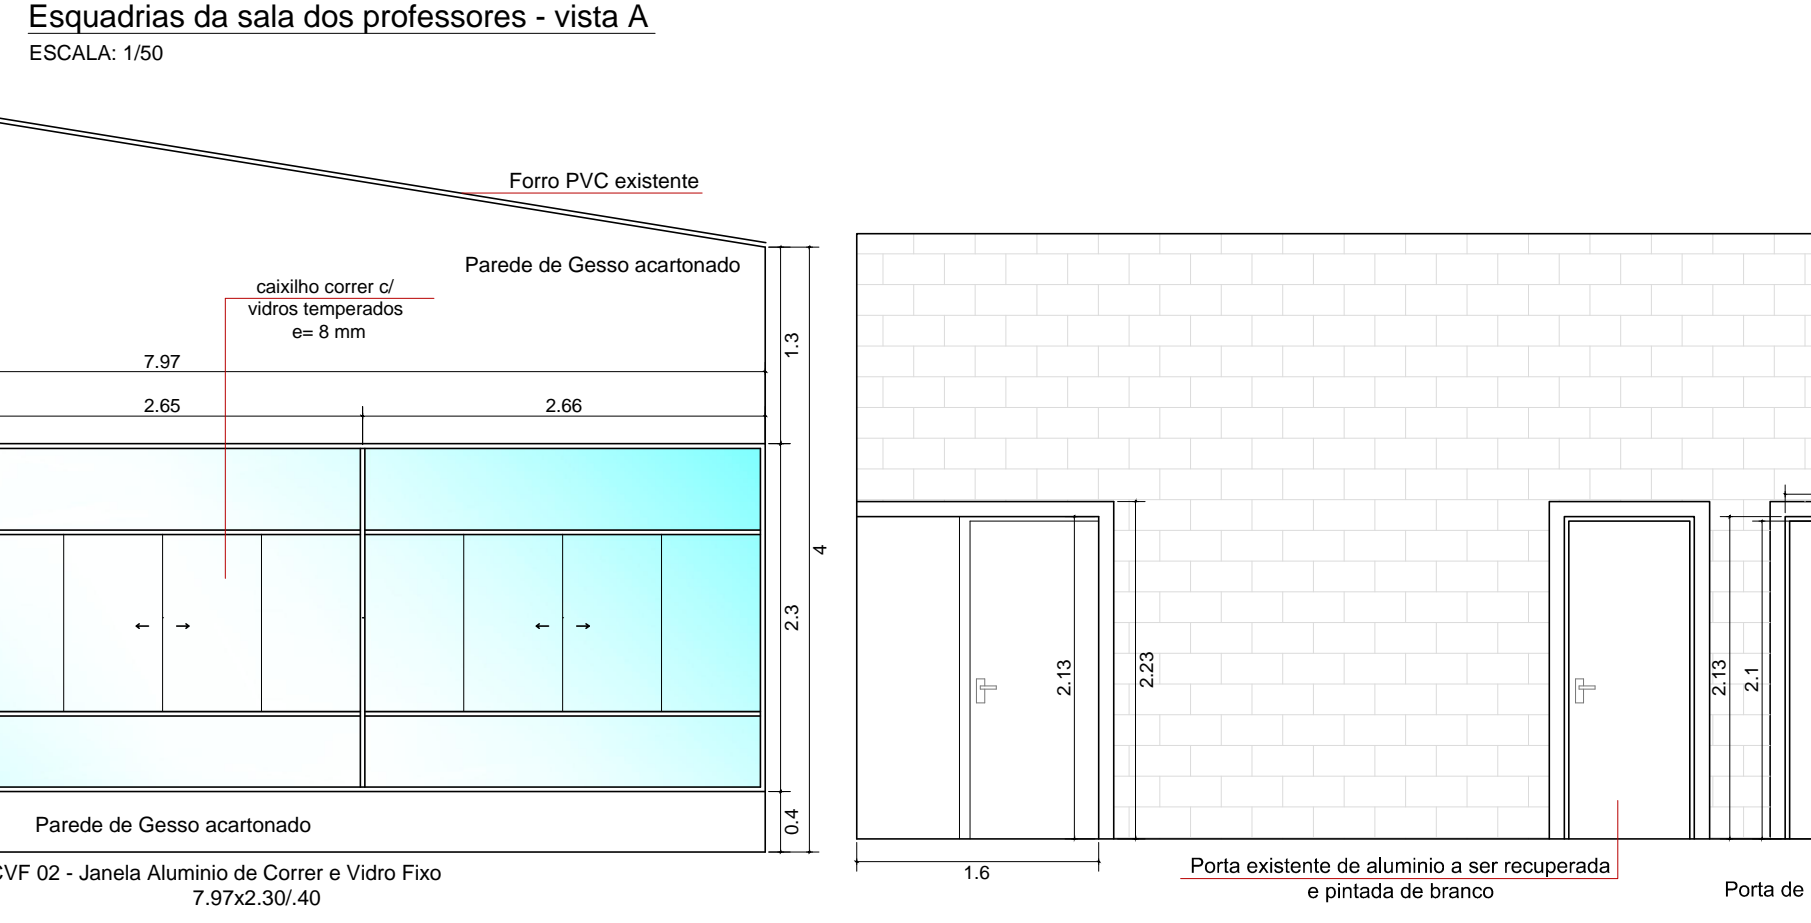 Esquadrias da sala dos professores - vista A
ESCALA: 1/50
Forro PVC existente
Parede de Gesso acartonado
caixilho correr c/
vidros temperados
e= 8 mm
1.3
7.97
2.65
2.66
4
2.3
2.13
2.23
2.13
2.1
0.4
Parede de Gesso acartonado
VF 02 - Janela Aluminio de Correr e Vidro Fixo
7.97x2.30/.40
1.6
Porta existente de aluminio a ser recuperada
e pintada de branco
Porta de